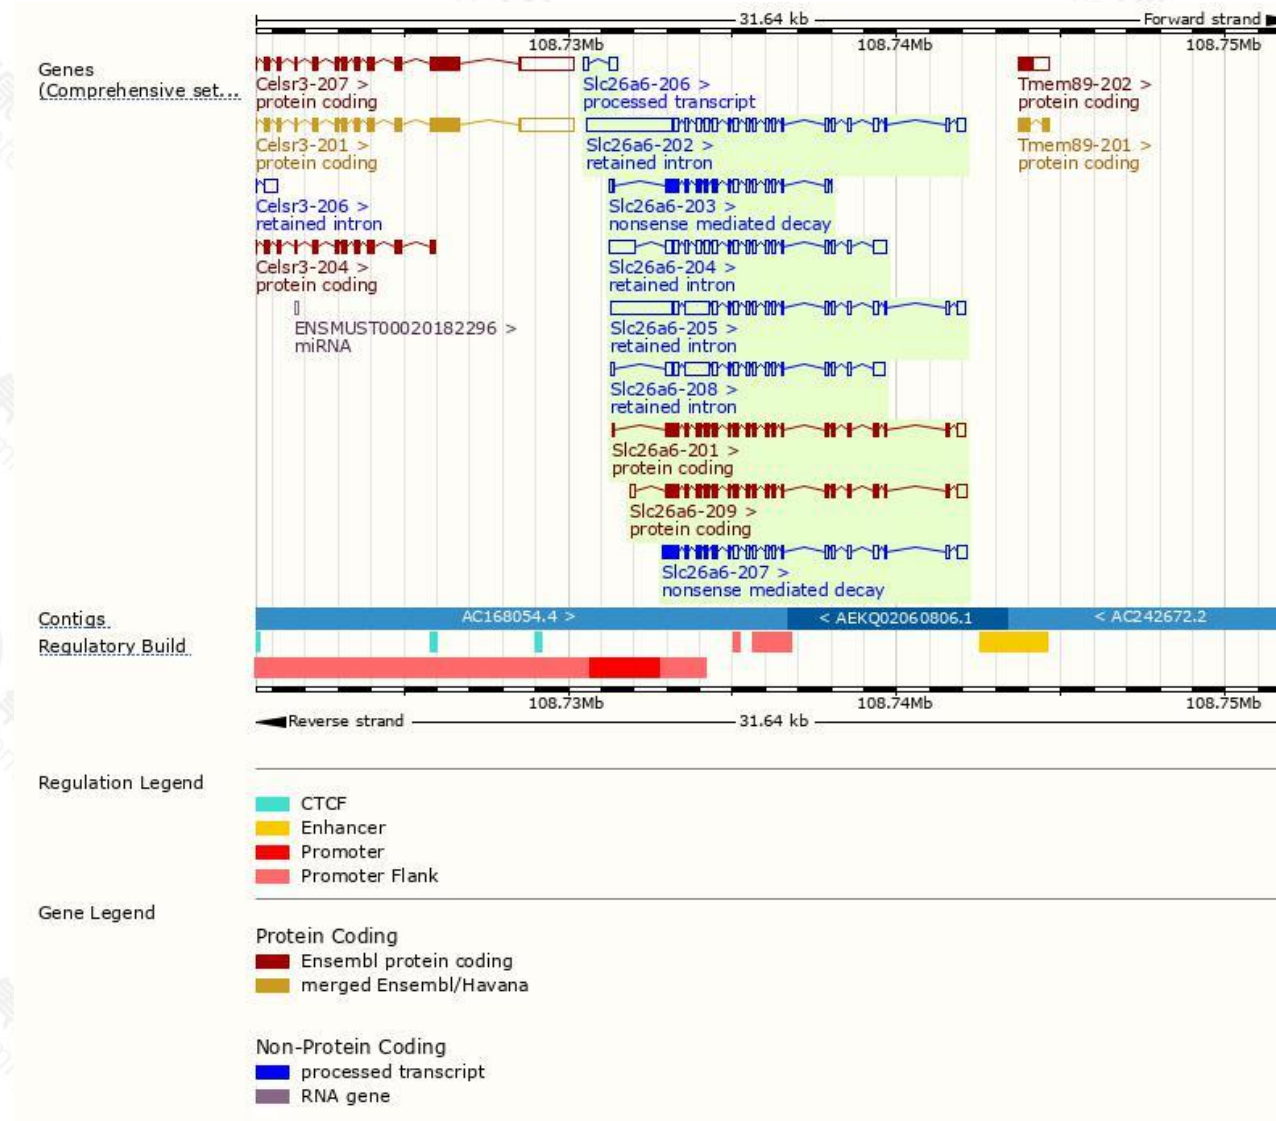 31.64 kb Forward strand
108.73Mb 108.74Mb 108.75Mb
Genes
(Comprehensive set...
Celsr3-207 >
protein coding
Slc26a6-206 >
processed transcript
Tmem89-202 >
protein coding
Celsr3-201 >
protein coding
Slc26a6-202 >
retained intron
Tmem89-201 >
protein coding
Celsr3-206 >
retained intron
Slc26a6-203 >
nonsense mediated decay
Celsr3-204 >
protein coding
Slc26a6-204 >
retained intron
ENSMUST00020182296 >
miRNA
Slc26a6-205 >
retained intron
Slc26a6-208 >
retained intron
Slc26a6-201 >
protein coding
Slc26a6-209 >
protein coding
Slc26a6-207 >
nonsense mediated decay
Contigs
AC168054.4 > < AEKQ02060806.1 < AC242672.2
Regulatory Build
108.73Mb 108.74Mb 108.75Mb
Reverse strand 31.64 kb
Regulation Legend
CTCF
Enhancer
Promoter
Promoter Flank
Gene Legend
Protein Coding
Ensembl protein coding
merged Ensembl/Havana
Non-Protein Coding
processed transcript
RNA gene